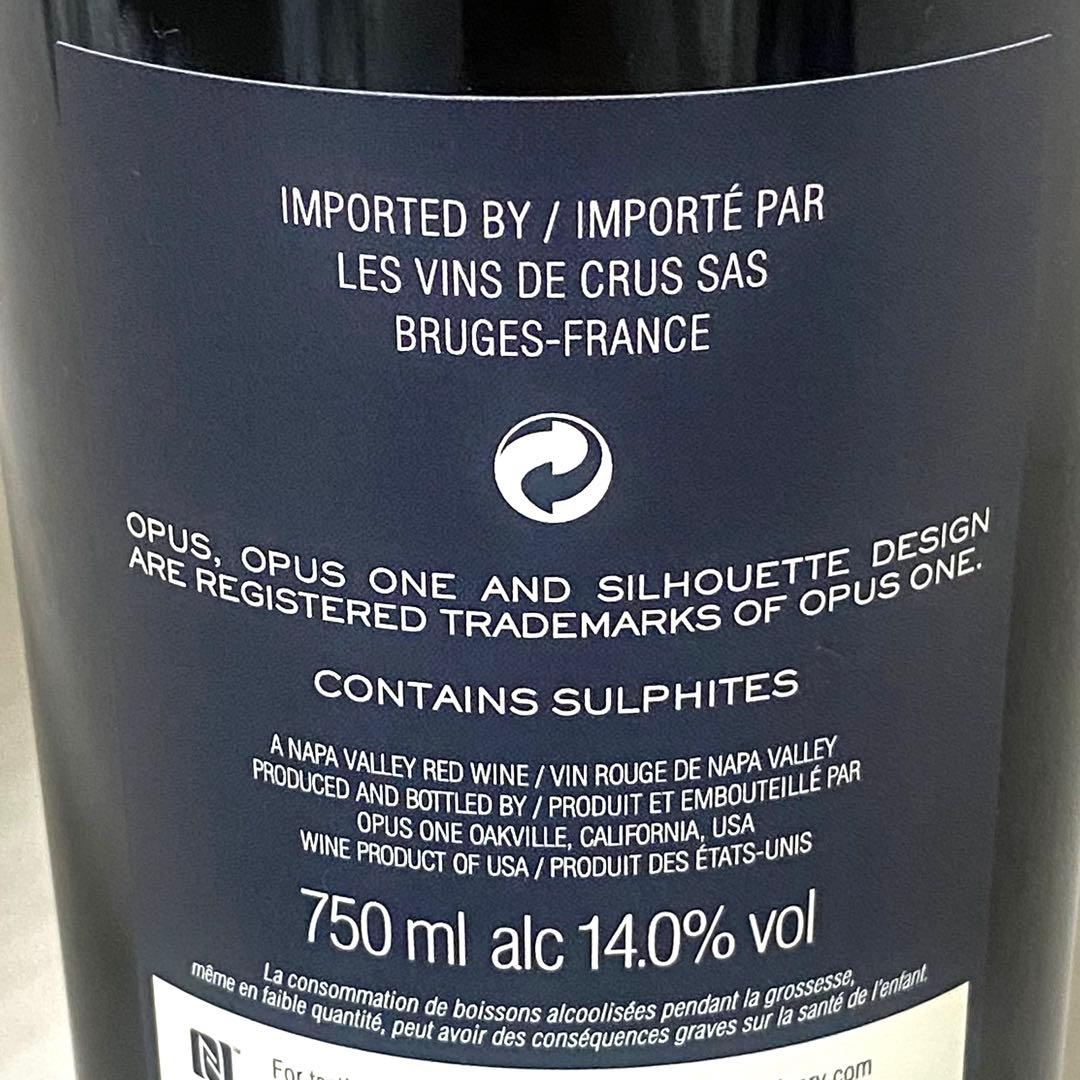 IMPORTED BY / IMPORTÉ PAR
LES VINS DE CRUS SAS
BRUGES-FRANCE
OPUS, OPUS ONE AND SILHOUETTE DESIGN
ARE REGISTERED TRADEMARKS OF OPUS ONE.
CONTAINS SULPHITES
A NAPA VALLEY RED WINE / VIN ROUGE DE NAPA VALLEY
PRODUCED AND BOTTLED BY / PRODUIT ET EMBOUTEILLÉ PAR
OPUS ONE OAKVILLE, CALIFORNIA, USA
WINE PRODUCT OF USA / PRODUIT DES ÉTATS-UNIS
750 ml alc 14.0% vol
La consommation de boissons alcoolisées pendant la grossesse,
même en faible quantité, peut avoir des conséquences graves sur la santé de l'enfant.
For